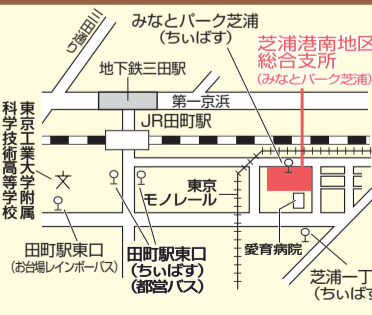 みなとパーク芝浦
(ちぃばす)
三田通り
芝浦港南地区
総合支所
(みなとパーク芝浦)
地下鉄三田駅
第一京浜
JR田町駅
東京工業大学附属
科学技術高等学校
文
東京
モノレール
田町駅東口
(お台場レインボーバス)
田町駅東口
(ちぃばす)
(都営バス)
愛育病院
芝浦一丁
(ちぃばす